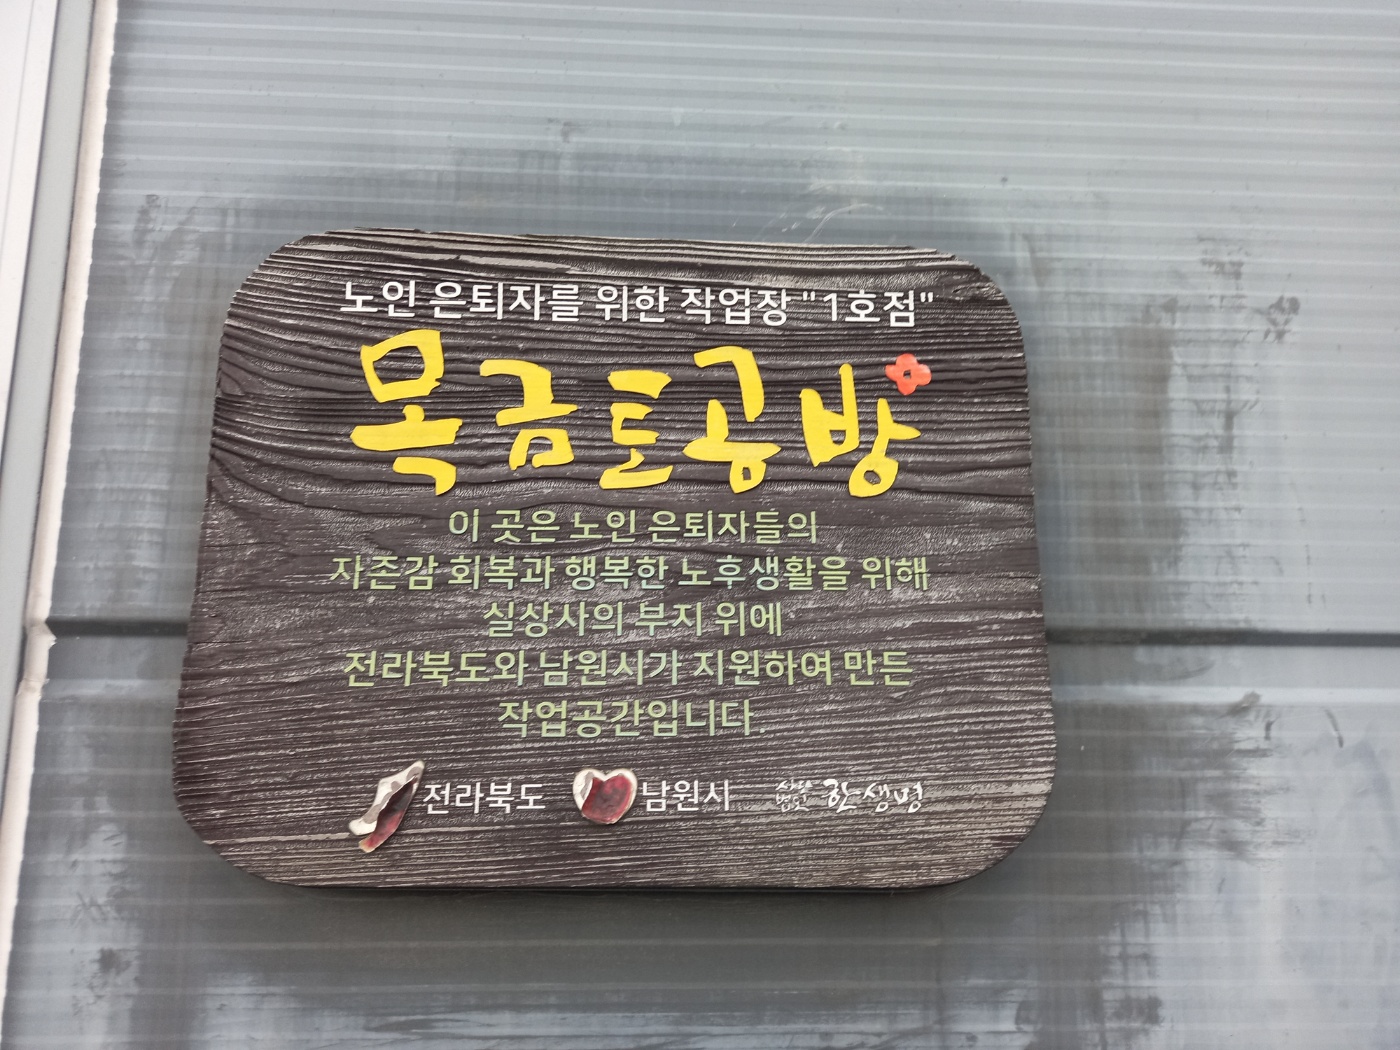 노인 은퇴자를 위한 작업장 "1호점"
목금토공방
이 곳은 노인 은퇴자들의
자존감 회복과 행복한 노후생활을 위해
실상사의 부지 위에
전라북도와 남원시가 지원하여 만든
작업공간입니다.
전라북도 남원시 한생명